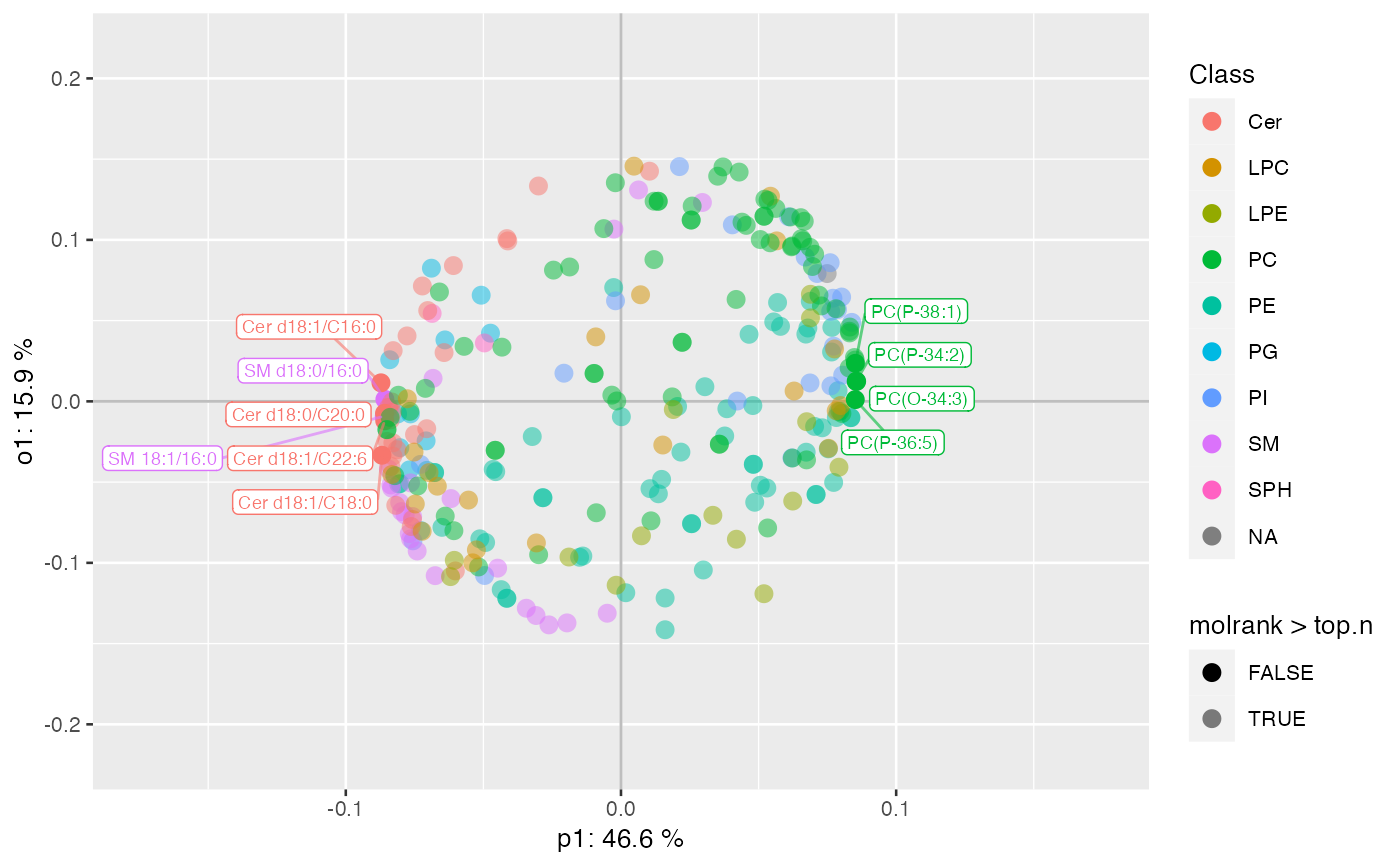 0.2
0.1
0.0
-0.1
-0.2
o1: 15.9 %
Cer d18:1/C16:0
SM d18:0/16:0
Cer d18:0/C20:0
SM 18:1/16:0
Cer d18:1/C22:6
Cer d18:1/C18:0
PC(P-38:1)
PC(P-34:2)
PC(O-34:3)
PC(P-36:5)
-0.1
0.0
0.1
p1: 46.6 %
Class
Cer
LPC
LPE
PC
PE
PG
PI
SM
SPH
NA
molrank > top.n
FALSE
TRUE